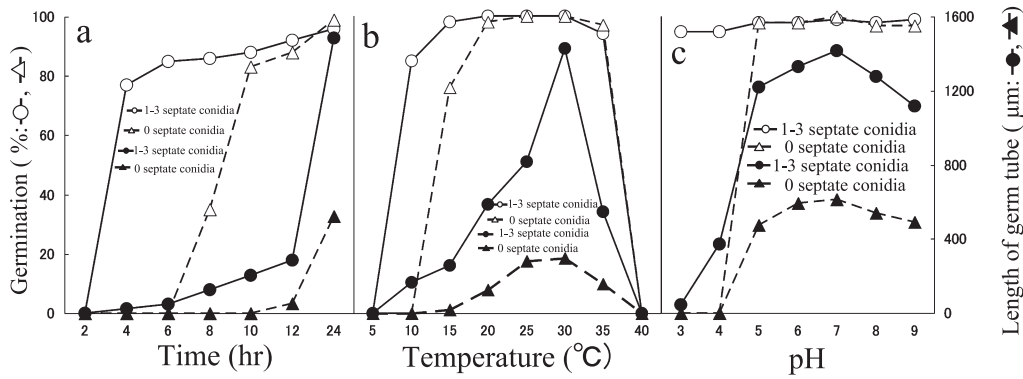 Germination ( %: -○-, -△-)
100
80
60
40
20
0
a
1-3 septate conidia
0 septate conidia
1-3 septate conidia
0 septate conidia
2 4 6 8 10 12 24
Time (hr)
b
1-3 septate conidia
0 septate conidia
1-3 septate conidia
0 septate conidia
5 10 15 20 25 30 35 40
Temperature (°C)
c
1-3 septate conidia
0 septate conidia
1-3 septate conidia
0 septate conidia
3 4 5 6 7 8 9
pH
1600
1200
800
400
0
Length of germ tube ( μm: -●-, -▲-)